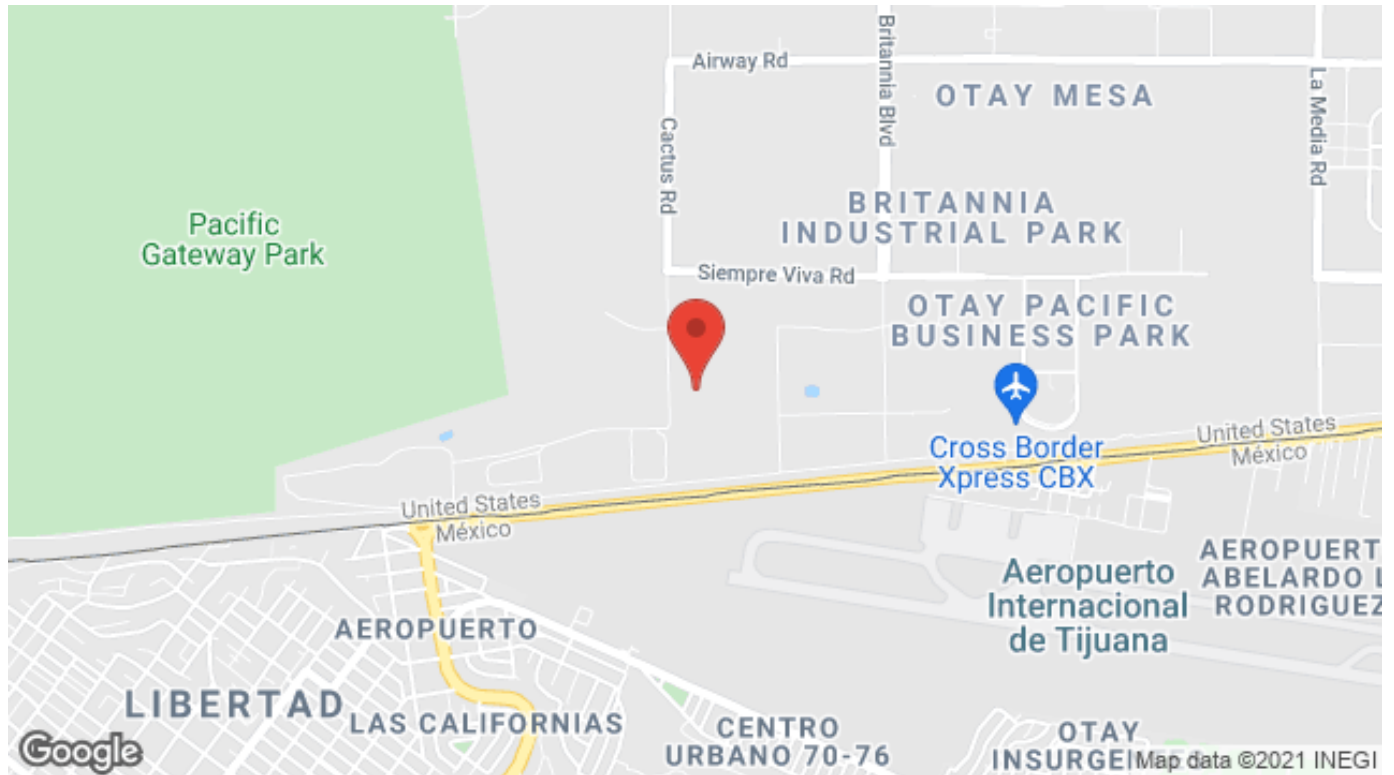 Airway Rd
Britannia Blvd
OTAY MESA
La Media Rd
Cactus Rd
Pacific
Gateway Park
BRITANNIA
INDUSTRIAL PARK
Siempre Viva Rd
OTAY PACIFIC
BUSINESS PARK
Cross Border
Xpress CBX
United States
México
United States
México
Aeropuerto
Internacional
de Tijuana
AEROPUERT
ABELARDO L
RODRIGUEZ
AEROPUERTO
LIBERTAD
LAS CALIFORNIAS
CENTRO
URBANO 70-76
OTAY
INSURGE
Google
Map data ©2021 INEGI